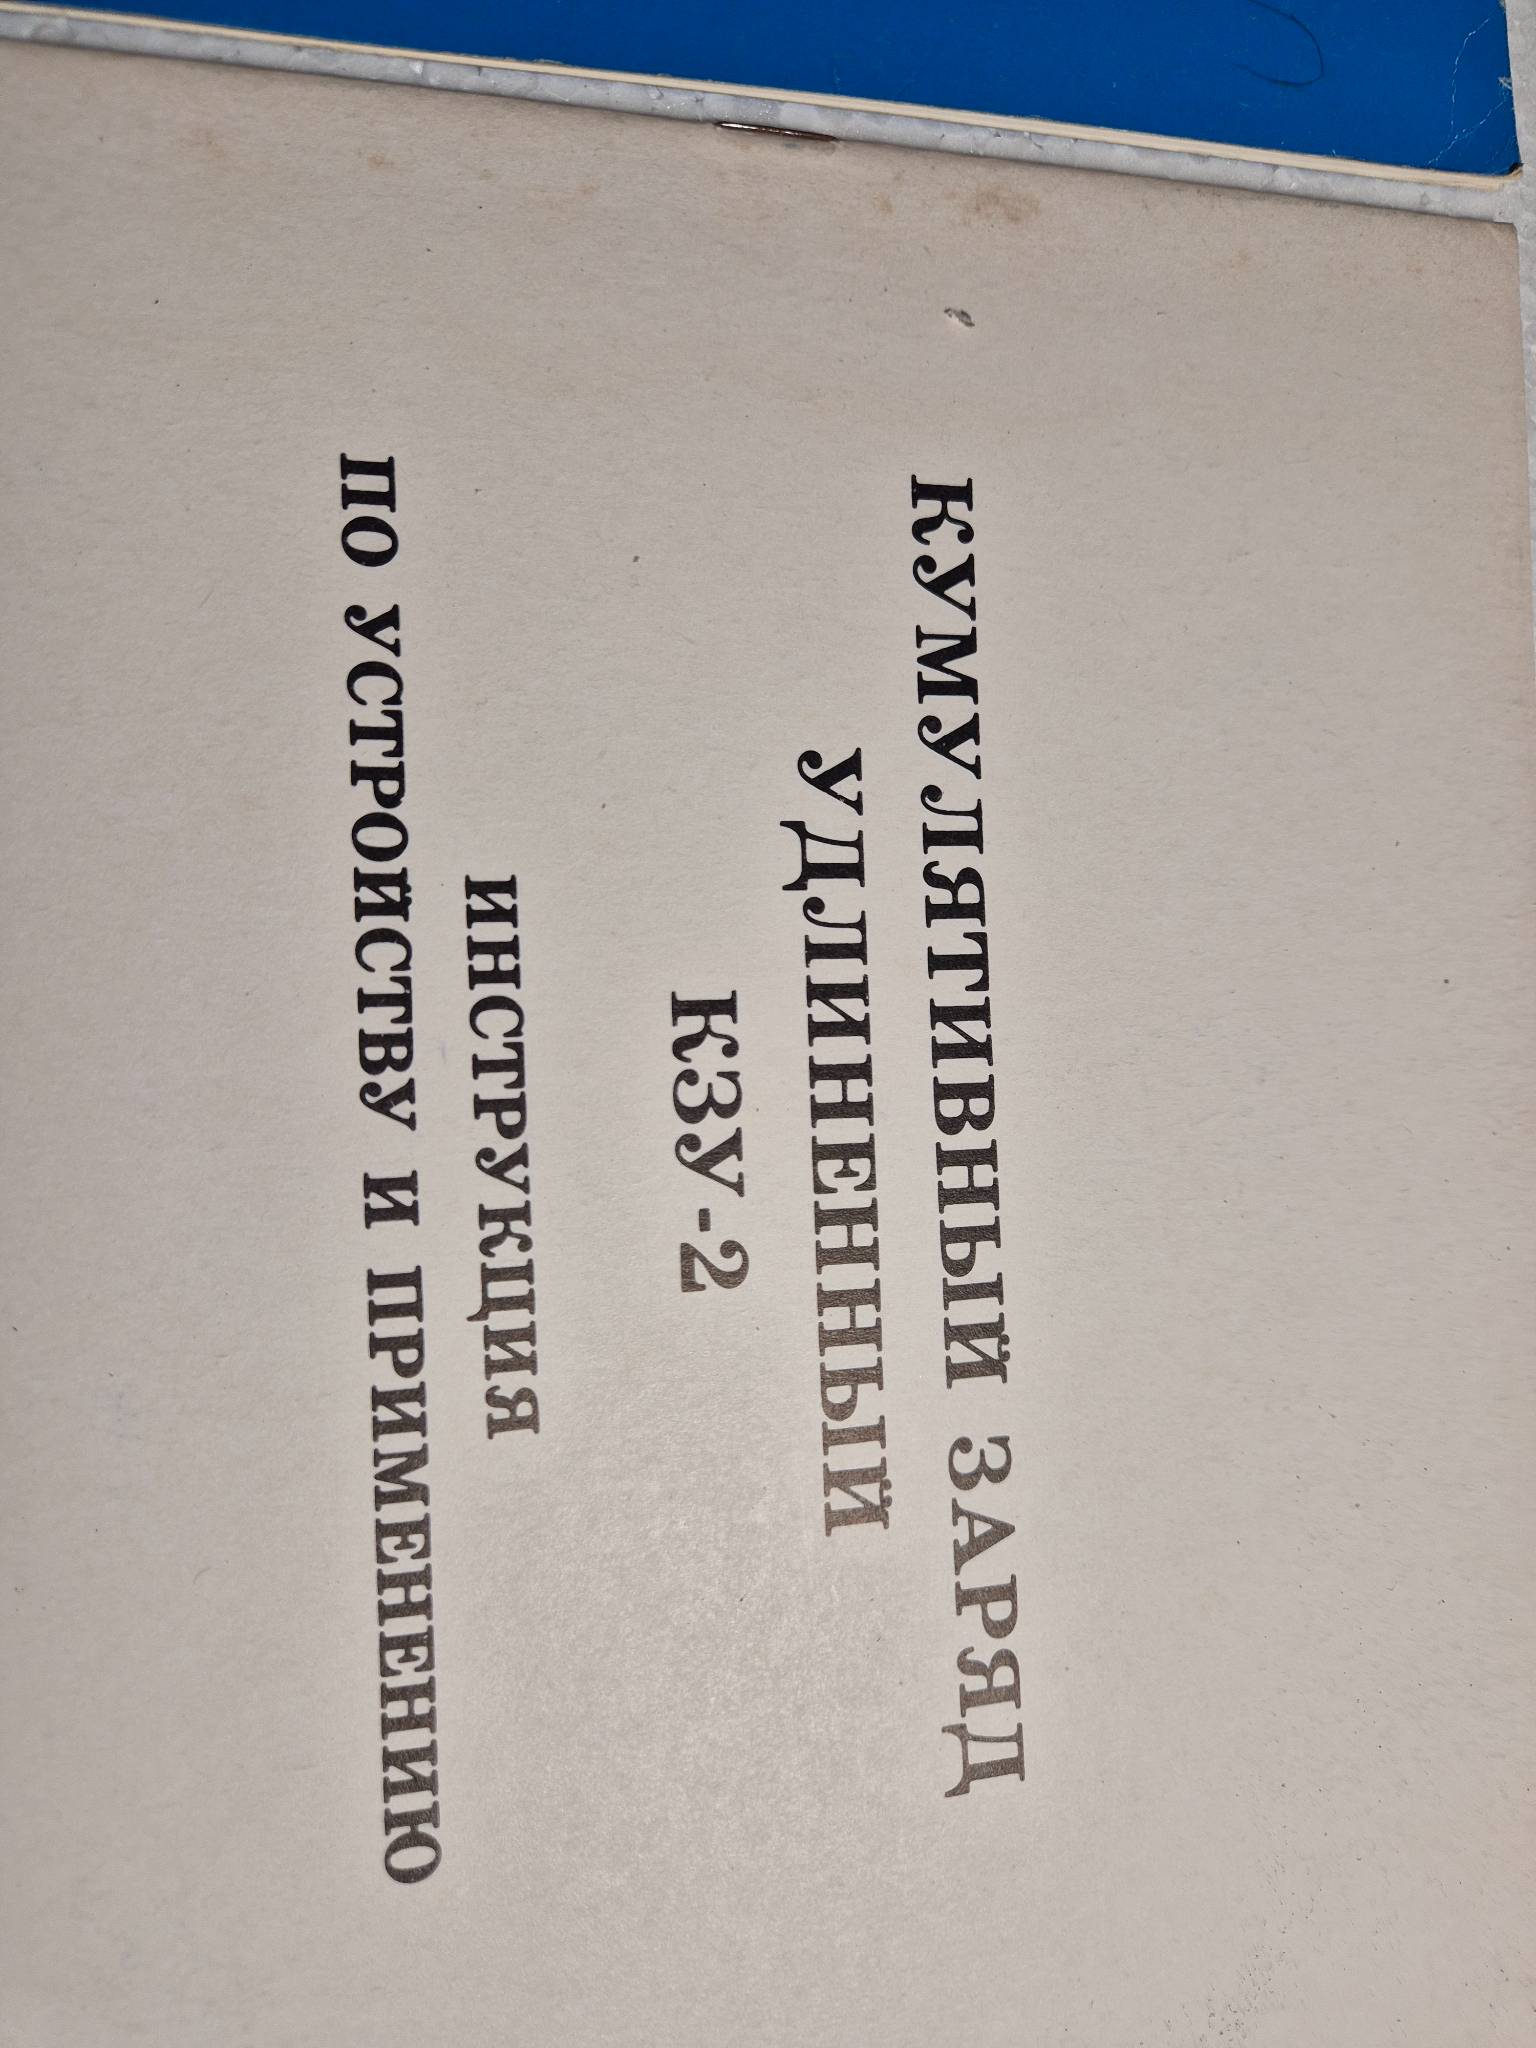 КУМУЛЯТИВНЫЙ ЗАРЯД
УДЛИНЕННЫЙ
КЗУ-2
ИНСТРУКЦИЯ
ПО УСТРОЙСТВУ И ПРИМЕНЕНИЮ